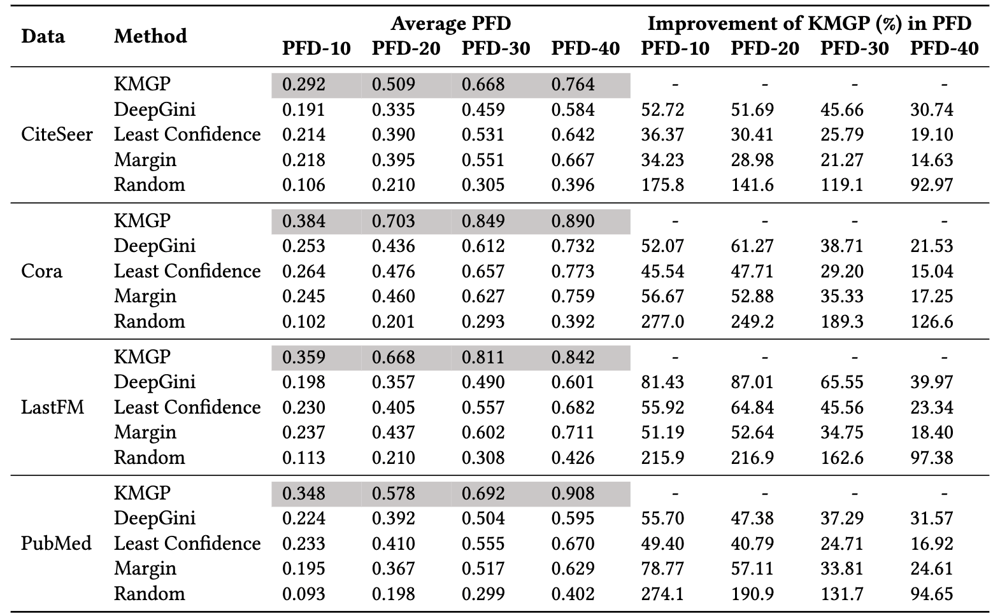 Data Method Average PFD Improvement of KMGP (%) in PFD
PFD-10 PFD-20 PFD-30 PFD-40 PFD-10 PFD-20 PFD-30 PFD-40
KMGP 0.292 0.509 0.668 0.764 - - - -
DeepGini 0.191 0.335 0.459 0.584 52.72 51.69 45.66 30.74
CiteSeer Least Confidence 0.214 0.390 0.531 0.642 36.37 30.41 25.79 19.10
Margin 0.218 0.395 0.551 0.667 34.23 28.98 21.27 14.63
Random 0.106 0.210 0.305 0.396 175.8 141.6 119.1 92.97
KMGP 0.384 0.703 0.849 0.890 - - - -
DeepGini 0.253 0.436 0.612 0.732 52.07 61.27 38.71 21.53
Cora Least Confidence 0.264 0.476 0.657 0.773 45.54 47.71 29.20 15.04
Margin 0.245 0.460 0.627 0.759 56.67 52.88 35.33 17.25
Random 0.102 0.201 0.293 0.392 277.0 249.2 189.3 126.6
KMGP 0.359 0.668 0.811 0.842 - - - -
DeepGini 0.198 0.357 0.490 0.601 81.43 87.01 65.55 39.97
LastFM Least Confidence 0.230 0.405 0.557 0.682 55.92 64.84 45.56 23.34
Margin 0.237 0.437 0.602 0.711 51.19 52.64 34.75 18.40
Random 0.113 0.210 0.308 0.426 215.9 216.9 162.6 97.38
KMGP 0.348 0.578 0.692 0.908 - - - -
DeepGini 0.224 0.392 0.504 0.595 55.70 47.38 37.29 31.57
PubMed Least Confidence 0.233 0.410 0.555 0.670 49.40 40.79 24.71 16.92
Margin 0.195 0.367 0.517 0.629 78.77 57.11 33.81 24.61
Random 0.093 0.198 0.299 0.402 274.1 190.9 131.7 94.65